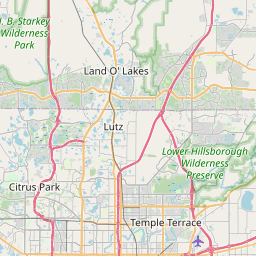 J. B. Starkey
Wilderness
Park
Land O' Lakes
Lutz
Lower Hillsborough
Wilderness
Preserve
Citrus Park
Temple Terrace